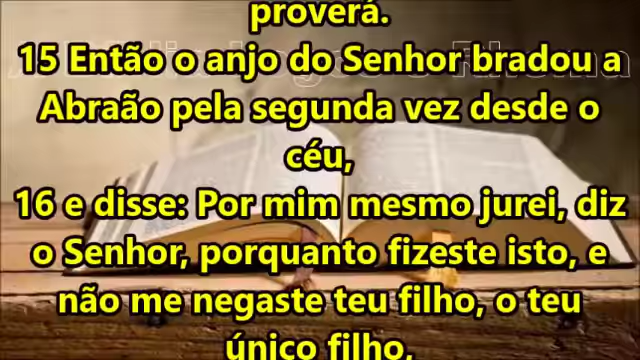 proverá.
15 Então o anjo do Senhor bradou a
Abraão pela segunda vez desde o
céu,
16 e disse: Por mim mesmo jurei, diz
o Senhor, porquanto fizeste isto, e
não me negaste teu filho, o teu
único filho,